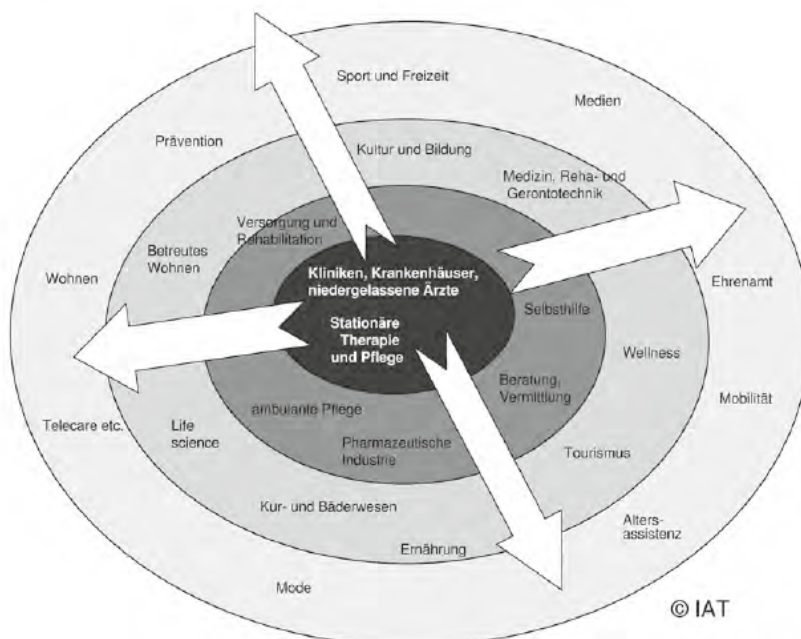 Sport und Freizeit
Medien
Prävention
Kultur und Bildung
Medizin, Reha- und
Gerontotechnik
Versorgung und
Rehabilitation
Betreutes
Wohnen
Wohnen
Kliniken, Krankenhäuser,
niedergelassene Ärzte
Ehrenamt
Selbsthilfe
Stationäre
Therapie
und Pflege
Wellness
Beratung,
Vermittlung
Mobilität
ambulante Pflege
Telecare etc.
Life
science
Pharmazeutische
Industrie
Tourismus
Kur- und Bäderwesen
Alters-
assistenz
Ernährung
Mode
© IAT